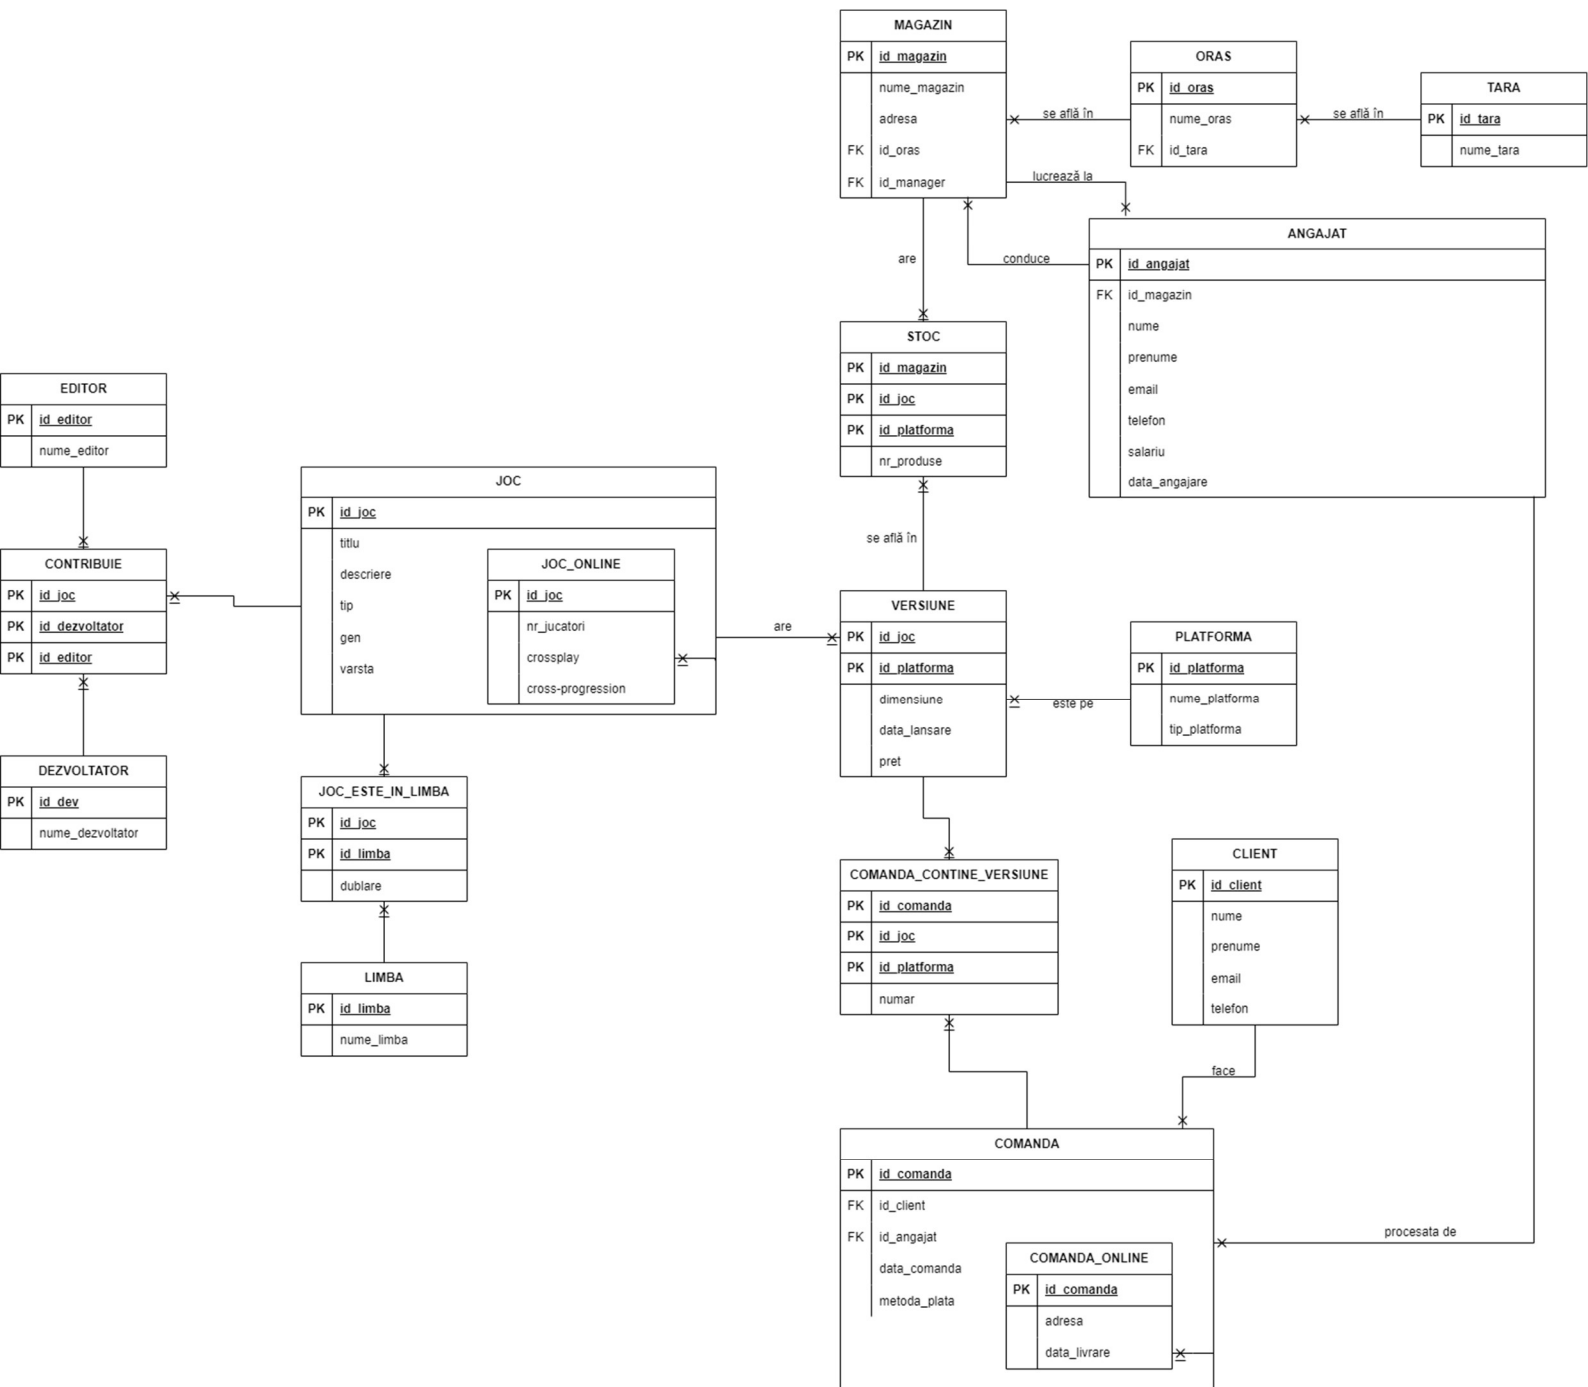 MAGAZIN
PK id_magazin
nume_magazin
adresa
FK id_oras
FK id_manager
se află în
ORAS
PK id_oras
nume_oras
FK id_tara
se află în
TARA
PK id_tara
nume_tara
lucrează la
conduce
are
ANGAJAT
PK id_angajat
FK id_magazin
nume
prenume
email
telefon
salariu
data_angajare
STOC
PK id_magazin
PK id_joc
PK id_platforma
nr_produse
se află în
EDITOR
PK id_editor
nume_editor
CONTRIBUIE
PK id_joc
PK id_dezvoltator
PK id_editor
DEZVOLTATOR
PK id_dev
nume_dezvoltator
JOC
PK id_joc
titlu
descriere
tip
gen
varsta
JOC_ONLINE
PK id_joc
nr_jucatori
crossplay
cross-progression
are
VERSIUNE
PK id_joc
PK id_platforma
dimensiune
data_lansare
pret
este pe
PLATFORMA
PK id_platforma
nume_platforma
tip_platforma
JOC_ESTE_IN_LIMBA
PK id_joc
PK id_limba
dublare
LIMBA
PK id_limba
nume_limba
COMANDA_CONTINE_VERSIUNE
PK id_comanda
PK id_joc
PK id_platforma
numar
CLIENT
PK id_client
nume
prenume
email
telefon
face
COMANDA
PK id_comanda
FK id_client
FK id_angajat
data_comanda
metoda_plata
COMANDA_ONLINE
PK id_comanda
adresa
data_livrare
procesata de